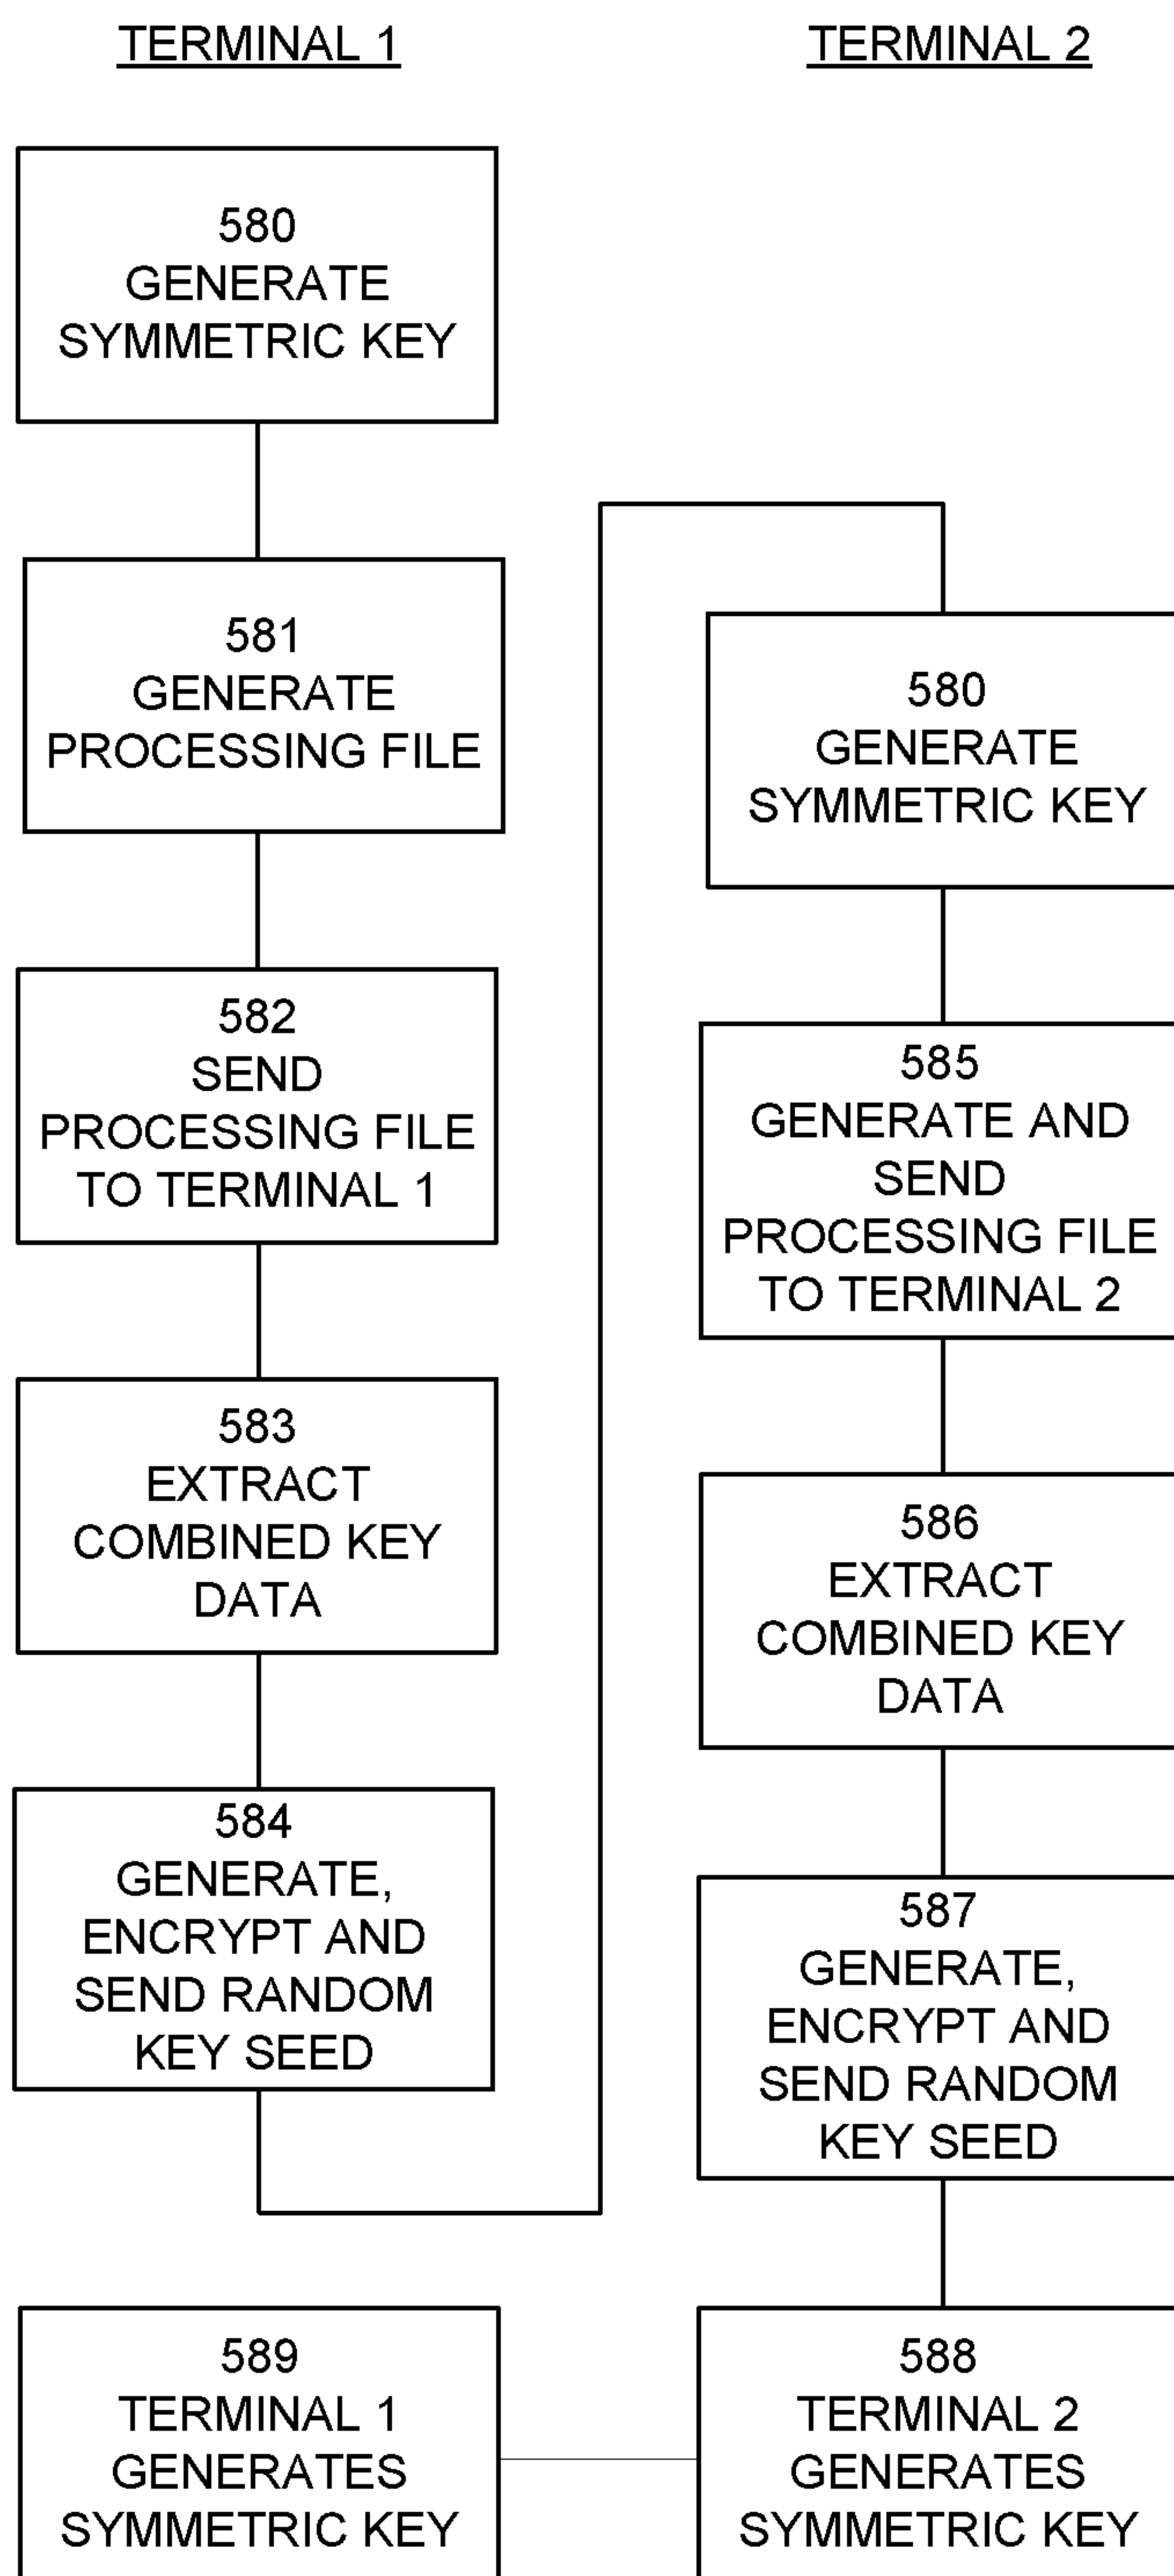 TERMINAL 1
580
GENERATE
SYMMETRIC KEY
581
GENERATE
PROCESSING FILE
582
SEND
PROCESSING FILE
TO TERMINAL 1
583
EXTRACT
COMBINED KEY
DATA
584
GENERATE,
ENCRYPT AND
SEND RANDOM
KEY SEED
TERMINAL 2
580
GENERATE
SYMMETRIC KEY
585
GENERATE AND
SEND
PROCESSING FILE
TO TERMINAL 2
586
EXTRACT
COMBINED KEY
DATA
587
GENERATE,
ENCRYPT AND
SEND RANDOM
KEY SEED
588
TERMINAL 2
GENERATES
SYMMETRIC KEY
589
TERMINAL 1
GENERATES
SYMMETRIC KEY